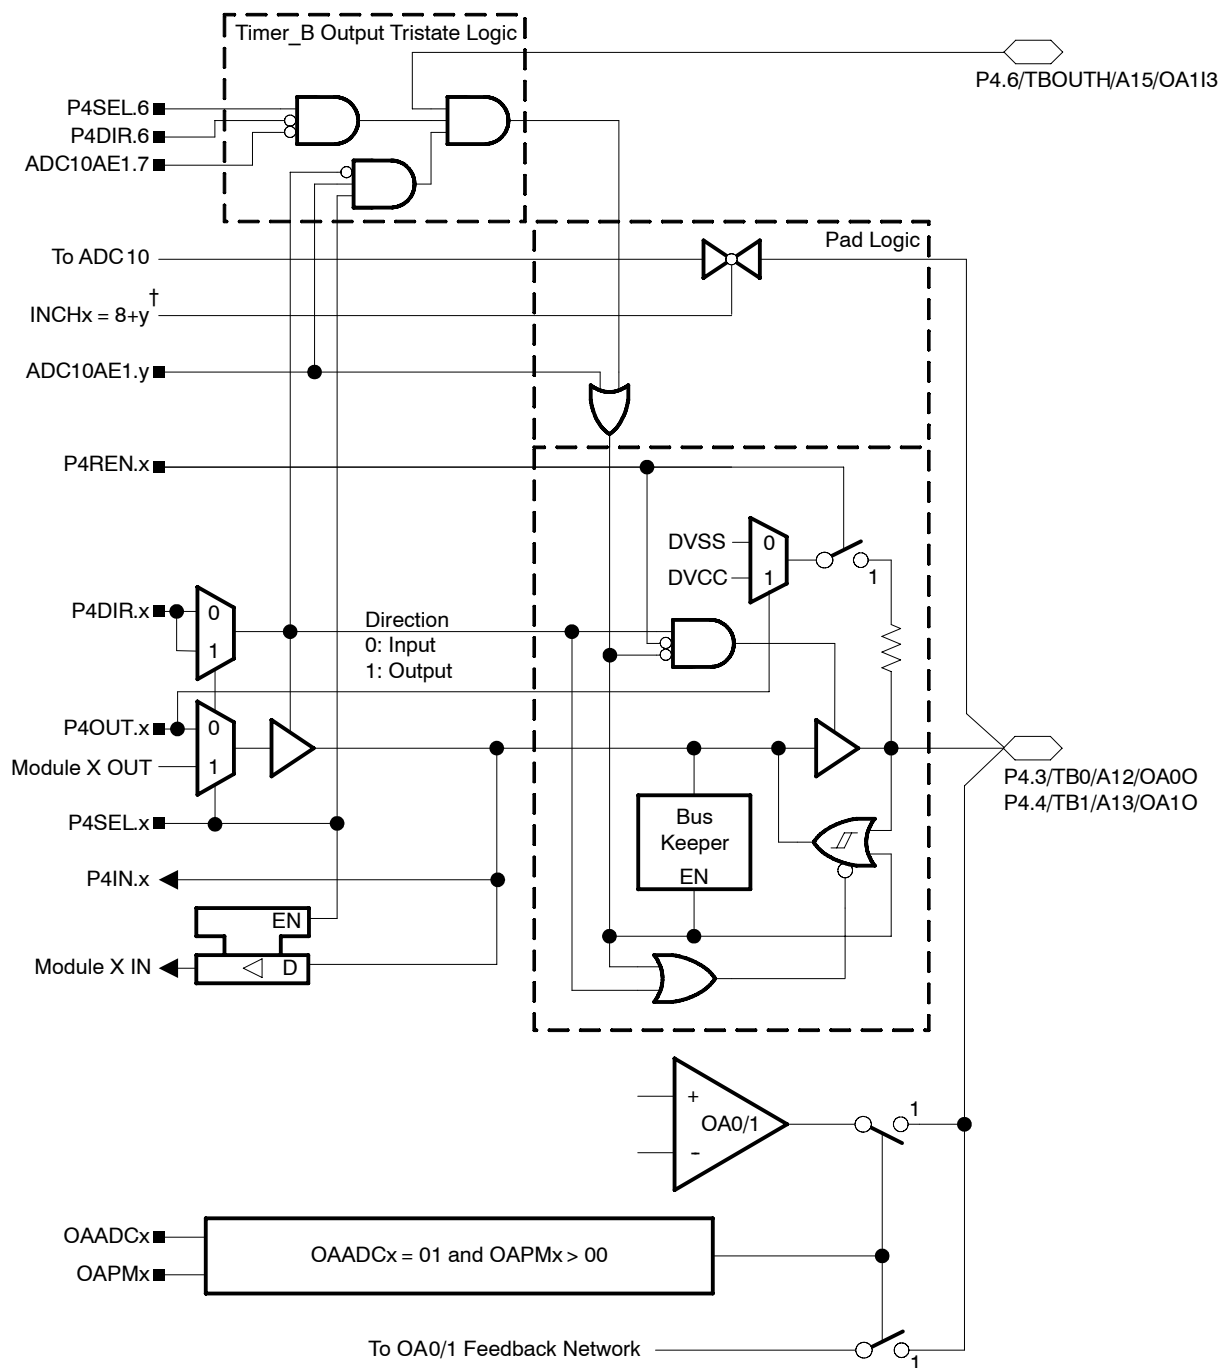 Timer_B Output Tristate Logic
P4.6/TBOUTH/A15/OA1I3
P4SEL.6
P4DIR.6
ADC10AE1.7
Pad Logic
To ADC 10
INCHx = 8+y†
ADC10AE1.y
P4REN.x
DVSS
0
DVCC
1
1
P4DIR.x
0
1
Direction
0: Input
1: Output
P4OUT.x
0
Module X OUT
1
P4.3/TB0/A12/OA0O
P4.4/TB1/A13/OA1O
P4SEL.x
Bus
Keeper
EN
P4IN.x
EN
Module X IN
D
+
OA0/1
-
1
OAADCx
OAADCx = 01 and OAPMx > 00
OAPMx
To OA0/1 Feedback Network
1